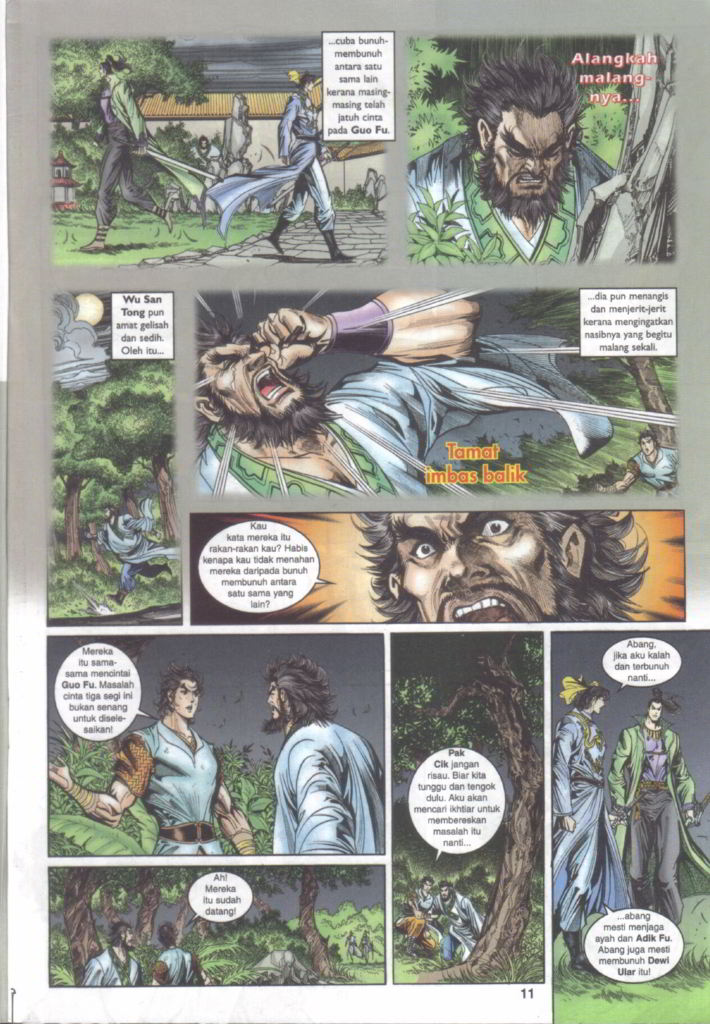 ...cuba bunuh-
membunuh
antara satu
sama lain
kerana masing-
masing telah
jatuh cinta
pada Guo Fu.
Alangkah
malang-
nya...
Wu San
Tong pun
amat gelisah
dan sedih.
Oleh itu...
...dia pun menangis
dan menjerit-jerit
kerana mengingatkan
nasibnya yang begitu
malang sekali.
Tamat
imbas balik
Kau
kata mereka itu
rakan-rakan kau? Habis
kenapa kau tidak menahan
mereka daripada bunuh
membunuh antara
satu sama yang
lain?
Mereka
itu sama-
sama mencintai
Guo Fu. Masalah
cinta tiga segi ini
bukan senang
untuk disele-
saikan!
Ah!
Mereka
itu sudah
datang!
Pak
Cik jangan
risau. Biar kita
tunggu dan tengok
dulu. Aku akan
mencari ikhtiar untuk
membereskan
masalah itu
nanti...
Abang,
jika aku kalah
dan terbunuh
nanti...
...abang
mesti menjaga
ayah dan Adik Fu.
Abang juga mesti
membunuh Dewi
Ular itu!
11